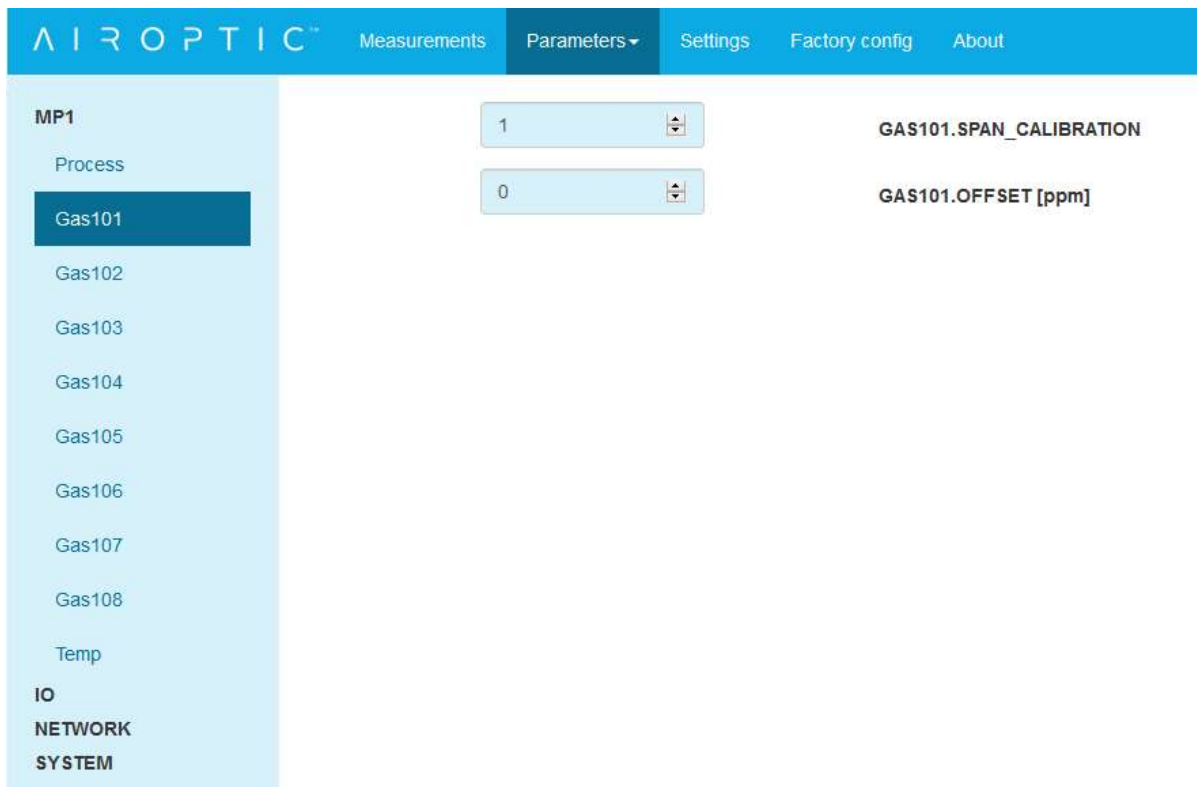 AIROPTIC™ Measurements Parameters Settings Factory config About
MP1
Process
Gas101
Gas102
Gas103
Gas104
Gas105
Gas106
Gas107
Gas108
Temp
IO
NETWORK
SYSTEM
1 GAS101.SPAN_CALIBRATION
0 GAS101.OFFSET [ppm]